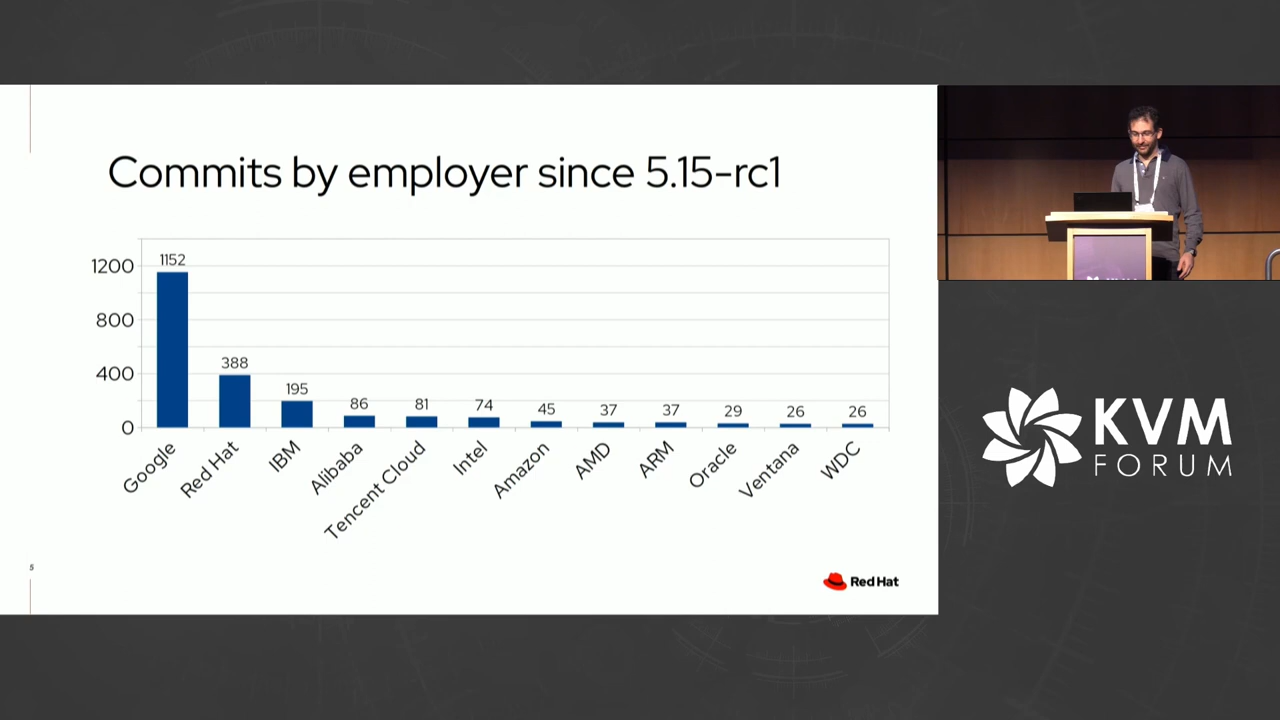 Commits by employer since 5.15-rc1
1200
800
400
0
1152
388
195
86
81
74
45
37
37
29
26
26
Google
Red Hat
IBM
Alibaba
Tencent Cloud
Intel
Amazon
AMD
ARM
Oracle
Ventana
WDC
5
Red Hat
KVM
FORUM